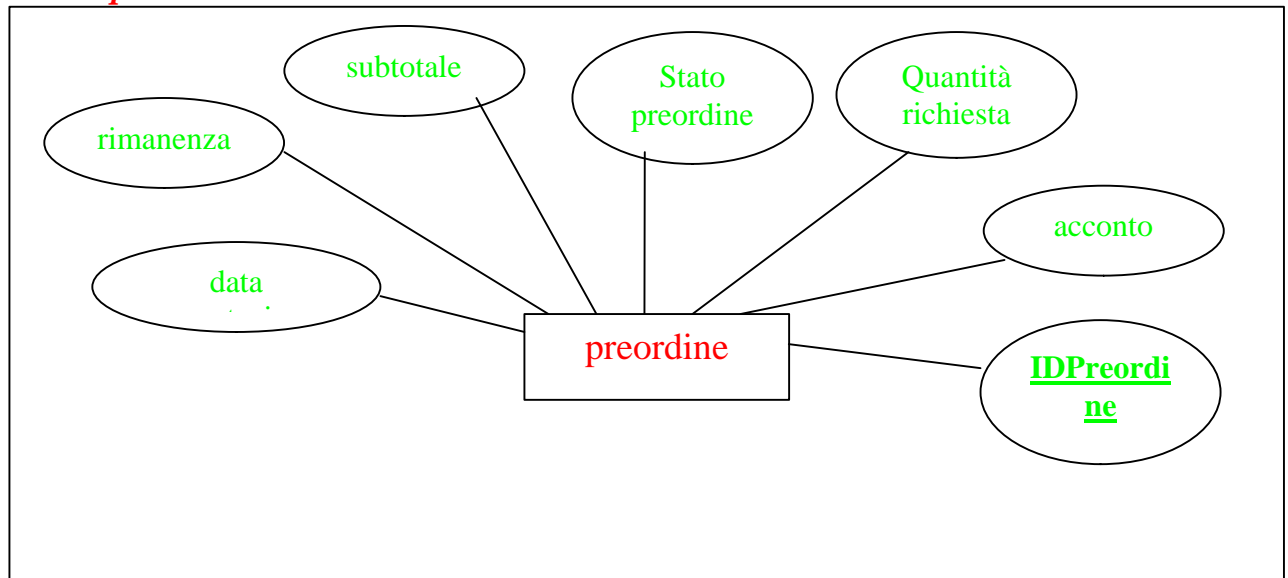 subtotale
Stato
preordine
Quantità
richiesta
rimanenza
acconto
data
preordine
IDPreordi
ne